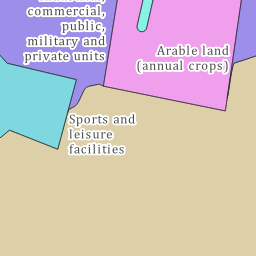 commercial,
public,
military and
private units
Arable land
(annual crops)
Sports and
leisure
facilities